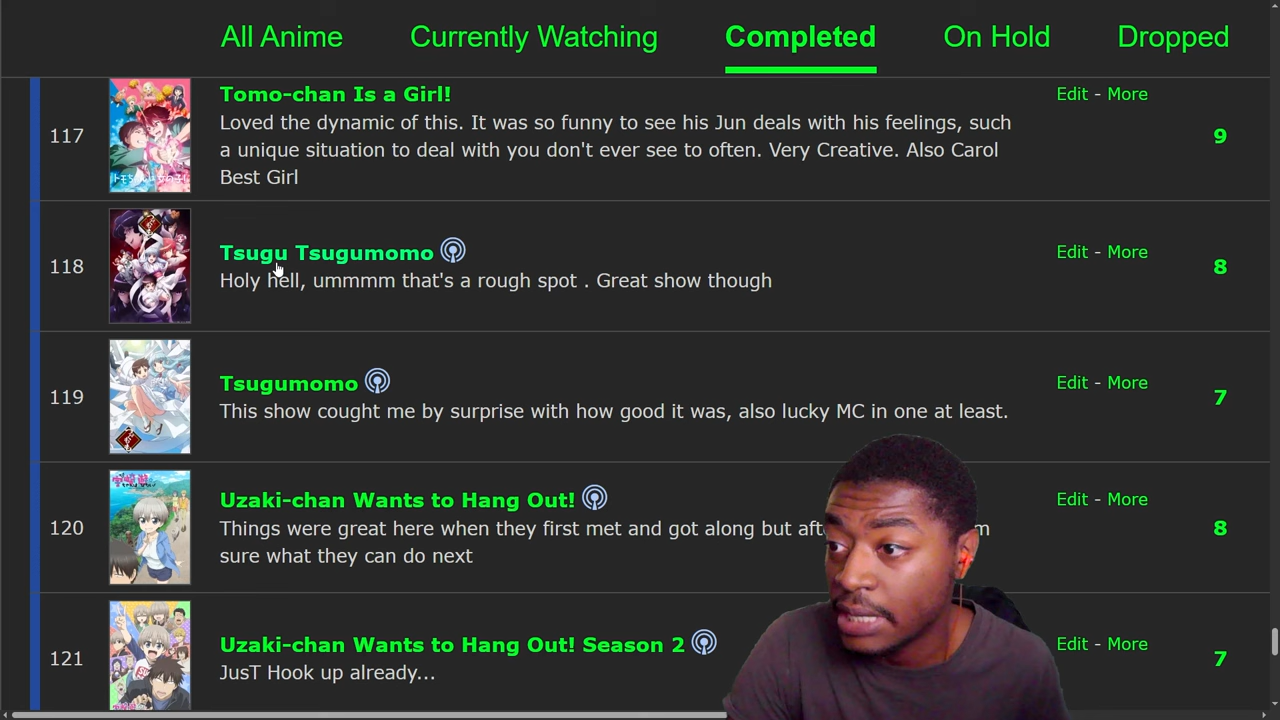 All Anime
Currently Watching
Completed
On Hold
Dropped
117
Tomo-chan Is a Girl!
Edit - More
Loved the dynamic of this. It was so funny to see his Jun deals with his feelings, such
a unique situation to deal with you don't ever see to often. Very Creative. Also Carol
Best Girl
9
118
Tsugu Tsugumomo
Edit - More
Holy hell, ummmm that's a rough spot . Great show though
8
119
Tsugumomo
Edit - More
This show cought me by surprise with how good it was, also lucky MC in one at least.
7
120
Uzaki-chan Wants to Hang Out!
Edit - More
Things were great here when they first met and got along but
sure what they can do next
8
121
Uzaki-chan Wants to Hang Out! Season 2
Edit - More
JusT Hook up already...
7